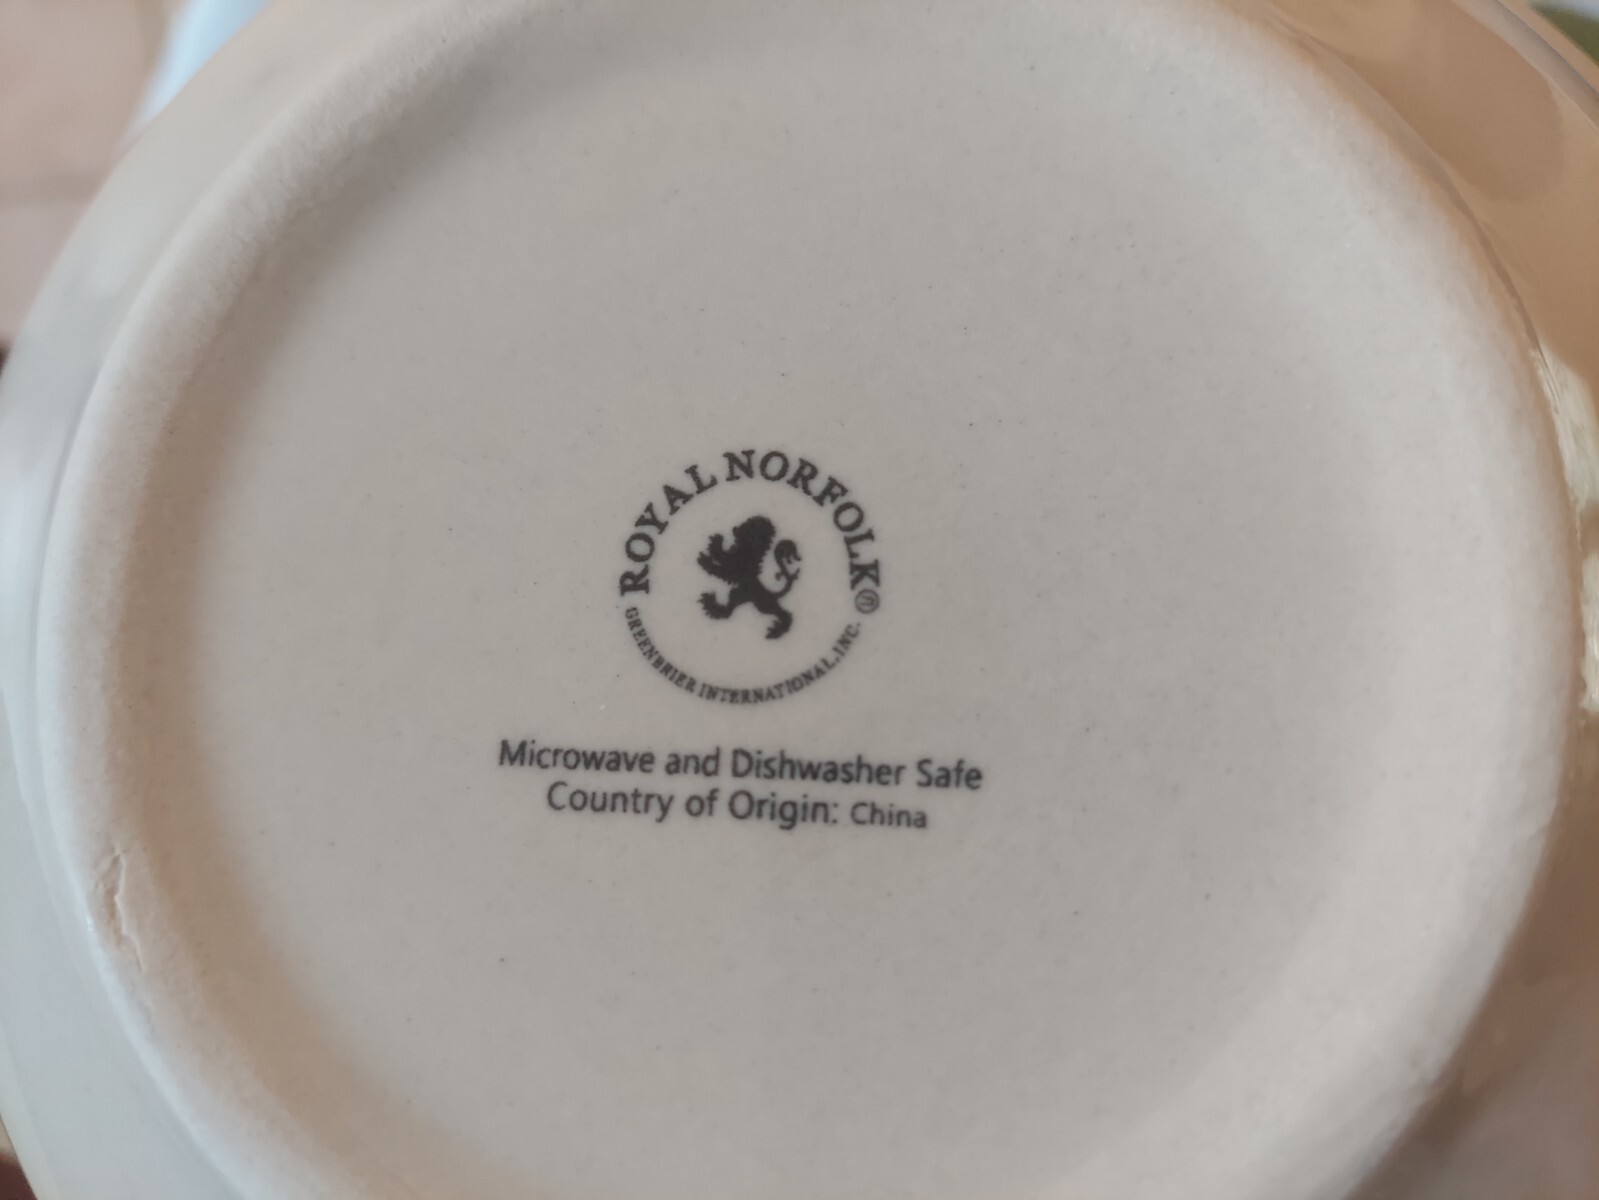 ROYAL NORFOLK®
GREENBRIER INTERNATIONAL, INC.
Microwave and Dishwasher Safe
Country of Origin: China